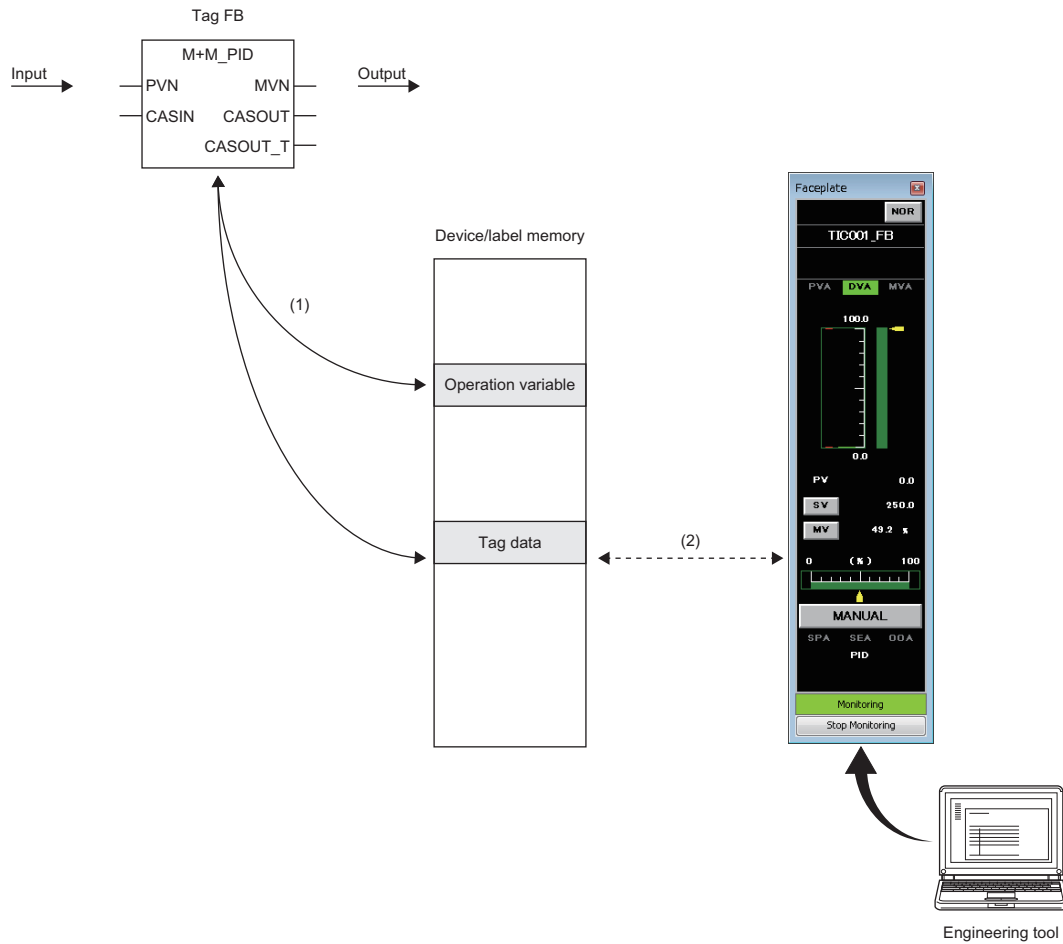 Tag FB
M+M_PID
Input
Output
PVN MVN
CASIN CASOUT
CASOUT_T
Device/label memory
(1)
Operation variable
Tag data
(2)
Faceplate
NOR
TIC001_FB
PVA DVA MVA
100.0
0.0
PV 0.0
SV 250.0
MV 49.2 %
0 (%) 100
MANUAL
SPA SEA OOA
PID
Monitoring
Stop Monitoring
Engineering tool